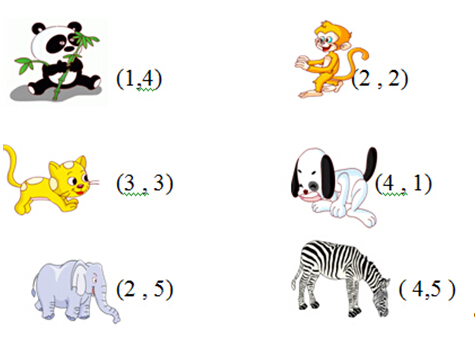 (1,4) (2 , 2)
(3 , 3) (4 , 1)
(2 , 5) ( 4,5 )